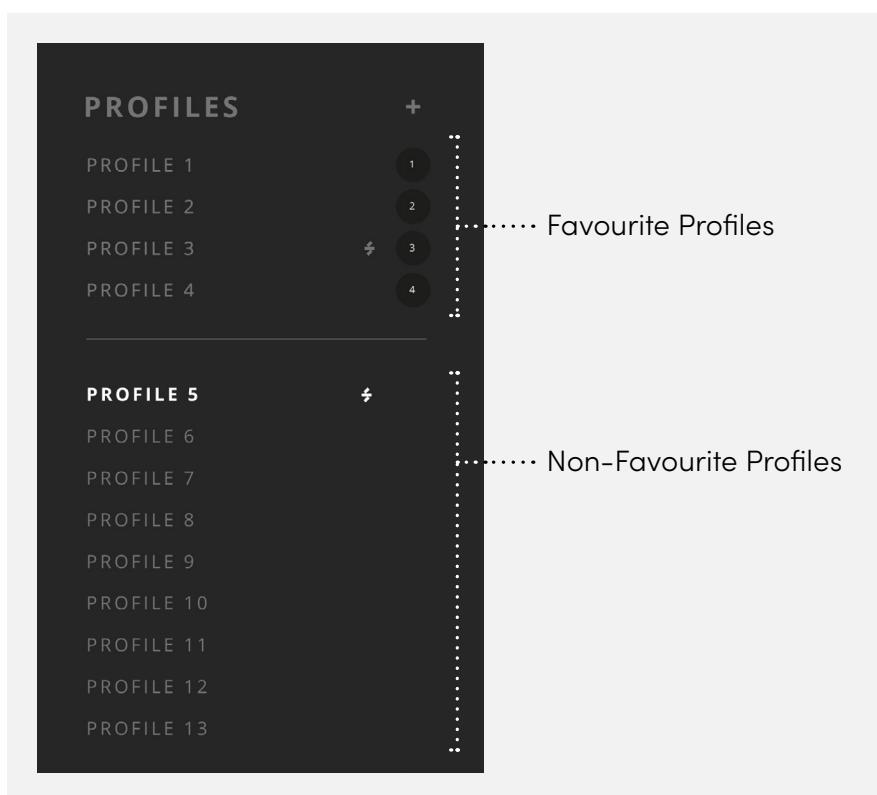 PROFILES +
PROFILE 1 1
PROFILE 2 2
Favourite Profiles
PROFILE 3 3
PROFILE 4 4
PROFILE 5
PROFILE 6
Non-Favourite Profiles
PROFILE 7
PROFILE 8
PROFILE 9
PROFILE 10
PROFILE 11
PROFILE 12
PROFILE 13